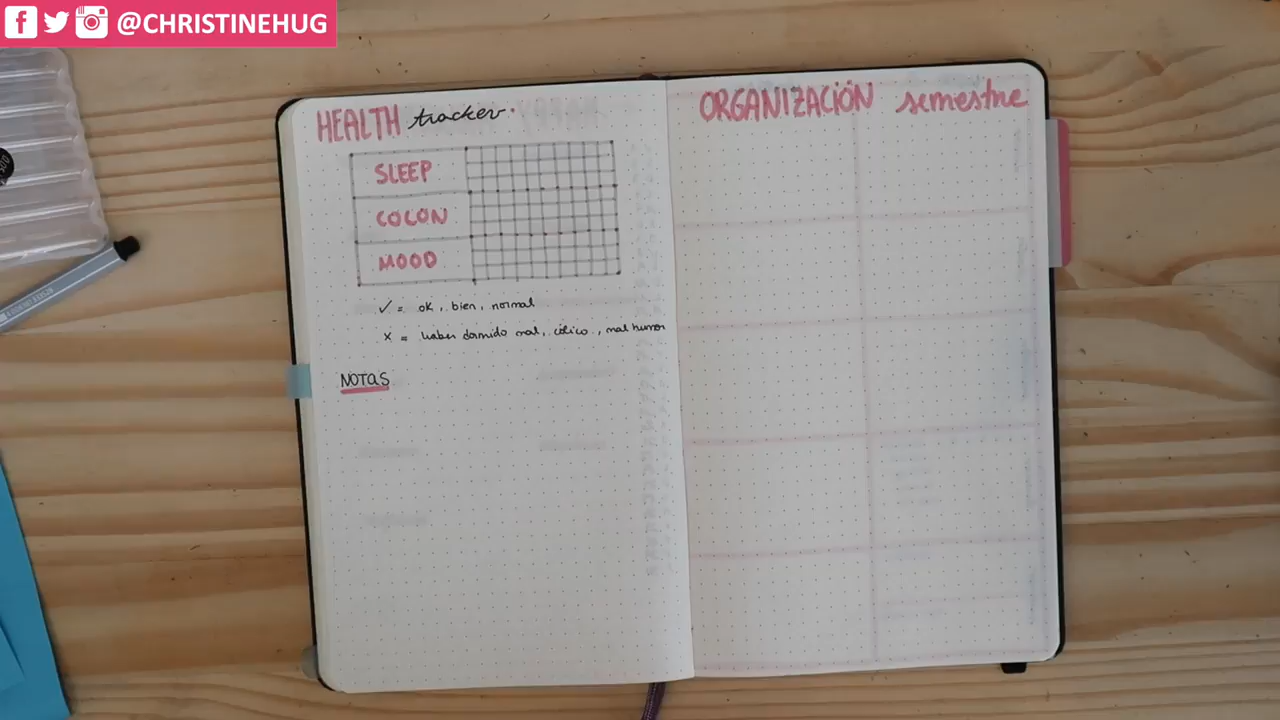 @CHRISTINEHUG
HEALTH tracker.
SLEEP
COLON
MOOD
✓ = ok, bien, normal
x = haber dormido mal, cólico, mal humor
NOTAS
ORGANIZACIÓN semestre